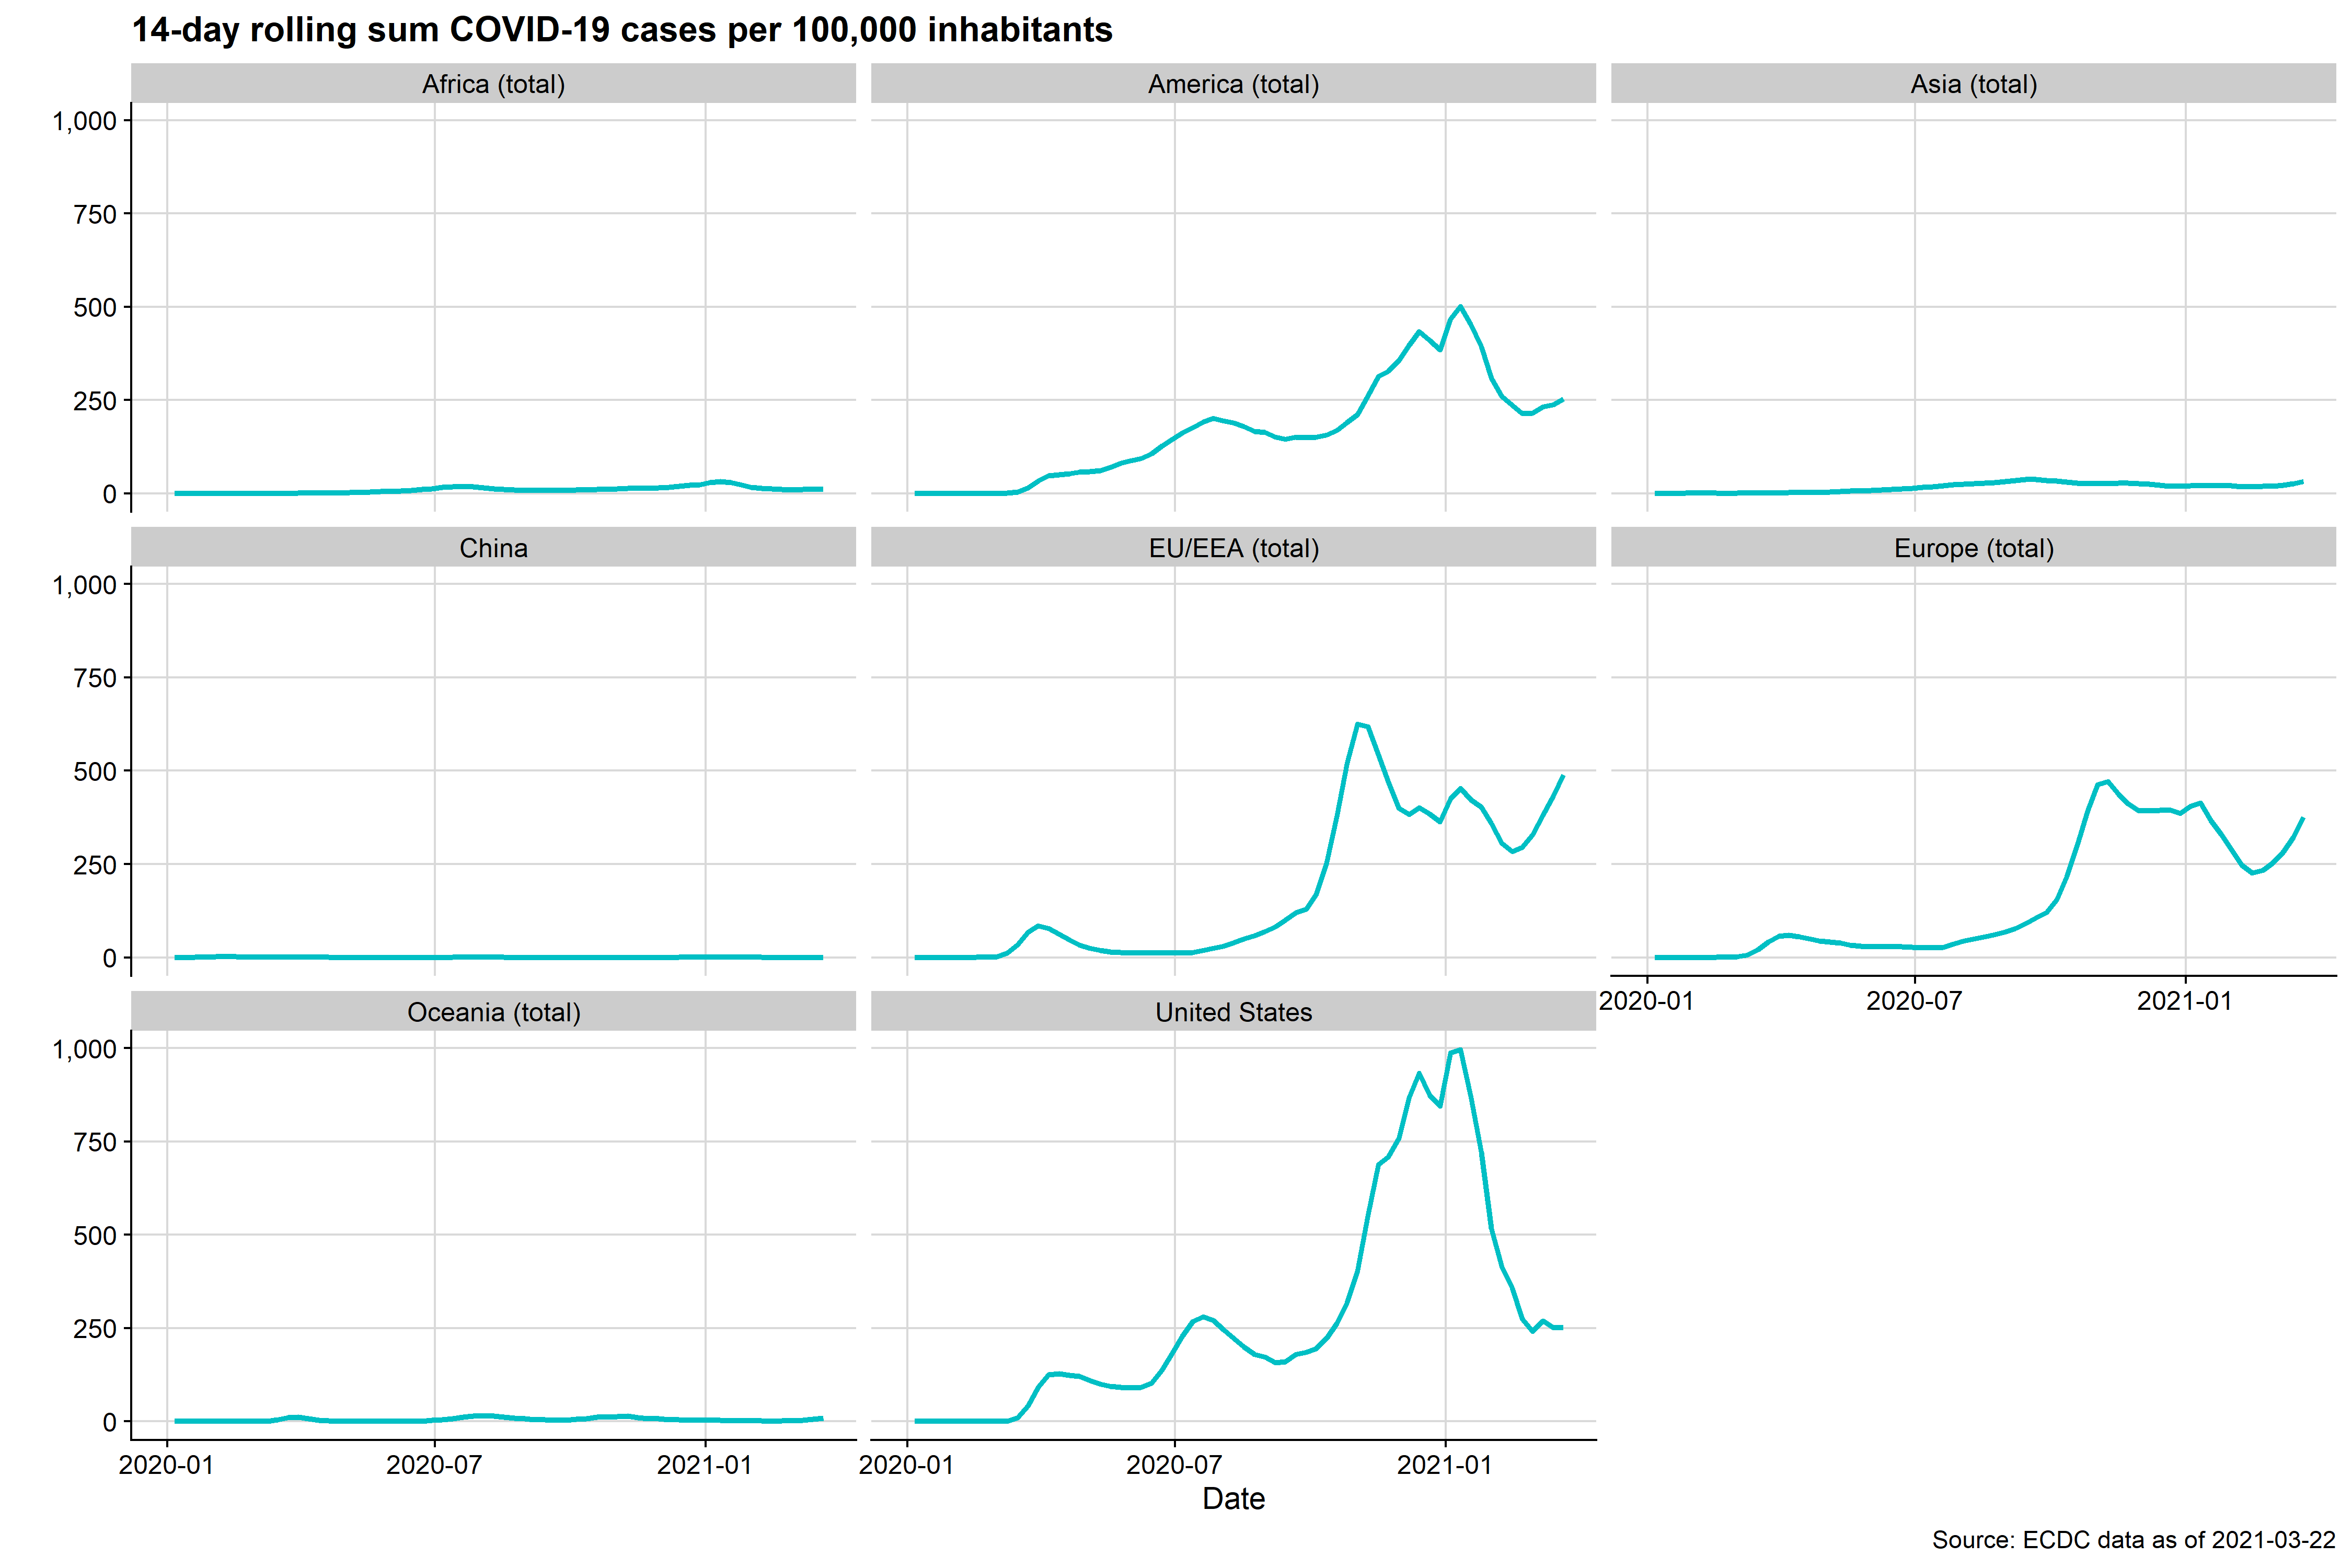 14-day rolling sum COVID-19 cases per 100,000 inhabitants
Africa (total)
America (total)
Asia (total)
1,000
750
500
250
0
China
EU/EEA (total)
Europe (total)
1,000
750
500
250
0
2020-01
2020-07
2021-01
Oceania (total)
United States
1,000
750
500
250
0
2020-01
2020-07
2021-01
2020-01
2020-07
2021-01
Date
Source: ECDC data as of 2021-03-22